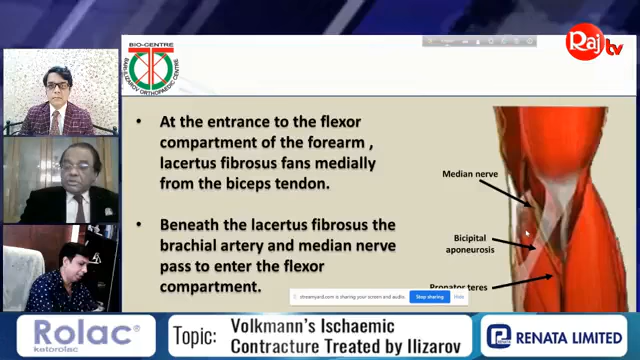 Raj
tv
BIO-CENTRE
At the entrance to the flexor
compartment of the forearm ,
lacertus fibrosus fans medially
from the biceps tendon.
Beneath the lacertus fibrosus the
brachial artery and median nerve
pass to enter the flexor
compartment.
Median nerve
Bicipital
aponeurosis
Pronator teres
streamyard.com is sharing your screen and audio.
Stop sharing
Hide
Rolac®
ketorolac
Topic:
Volkmann's Ischaemic
Contracture Treated by Ilizarov
RENATA LIMITED